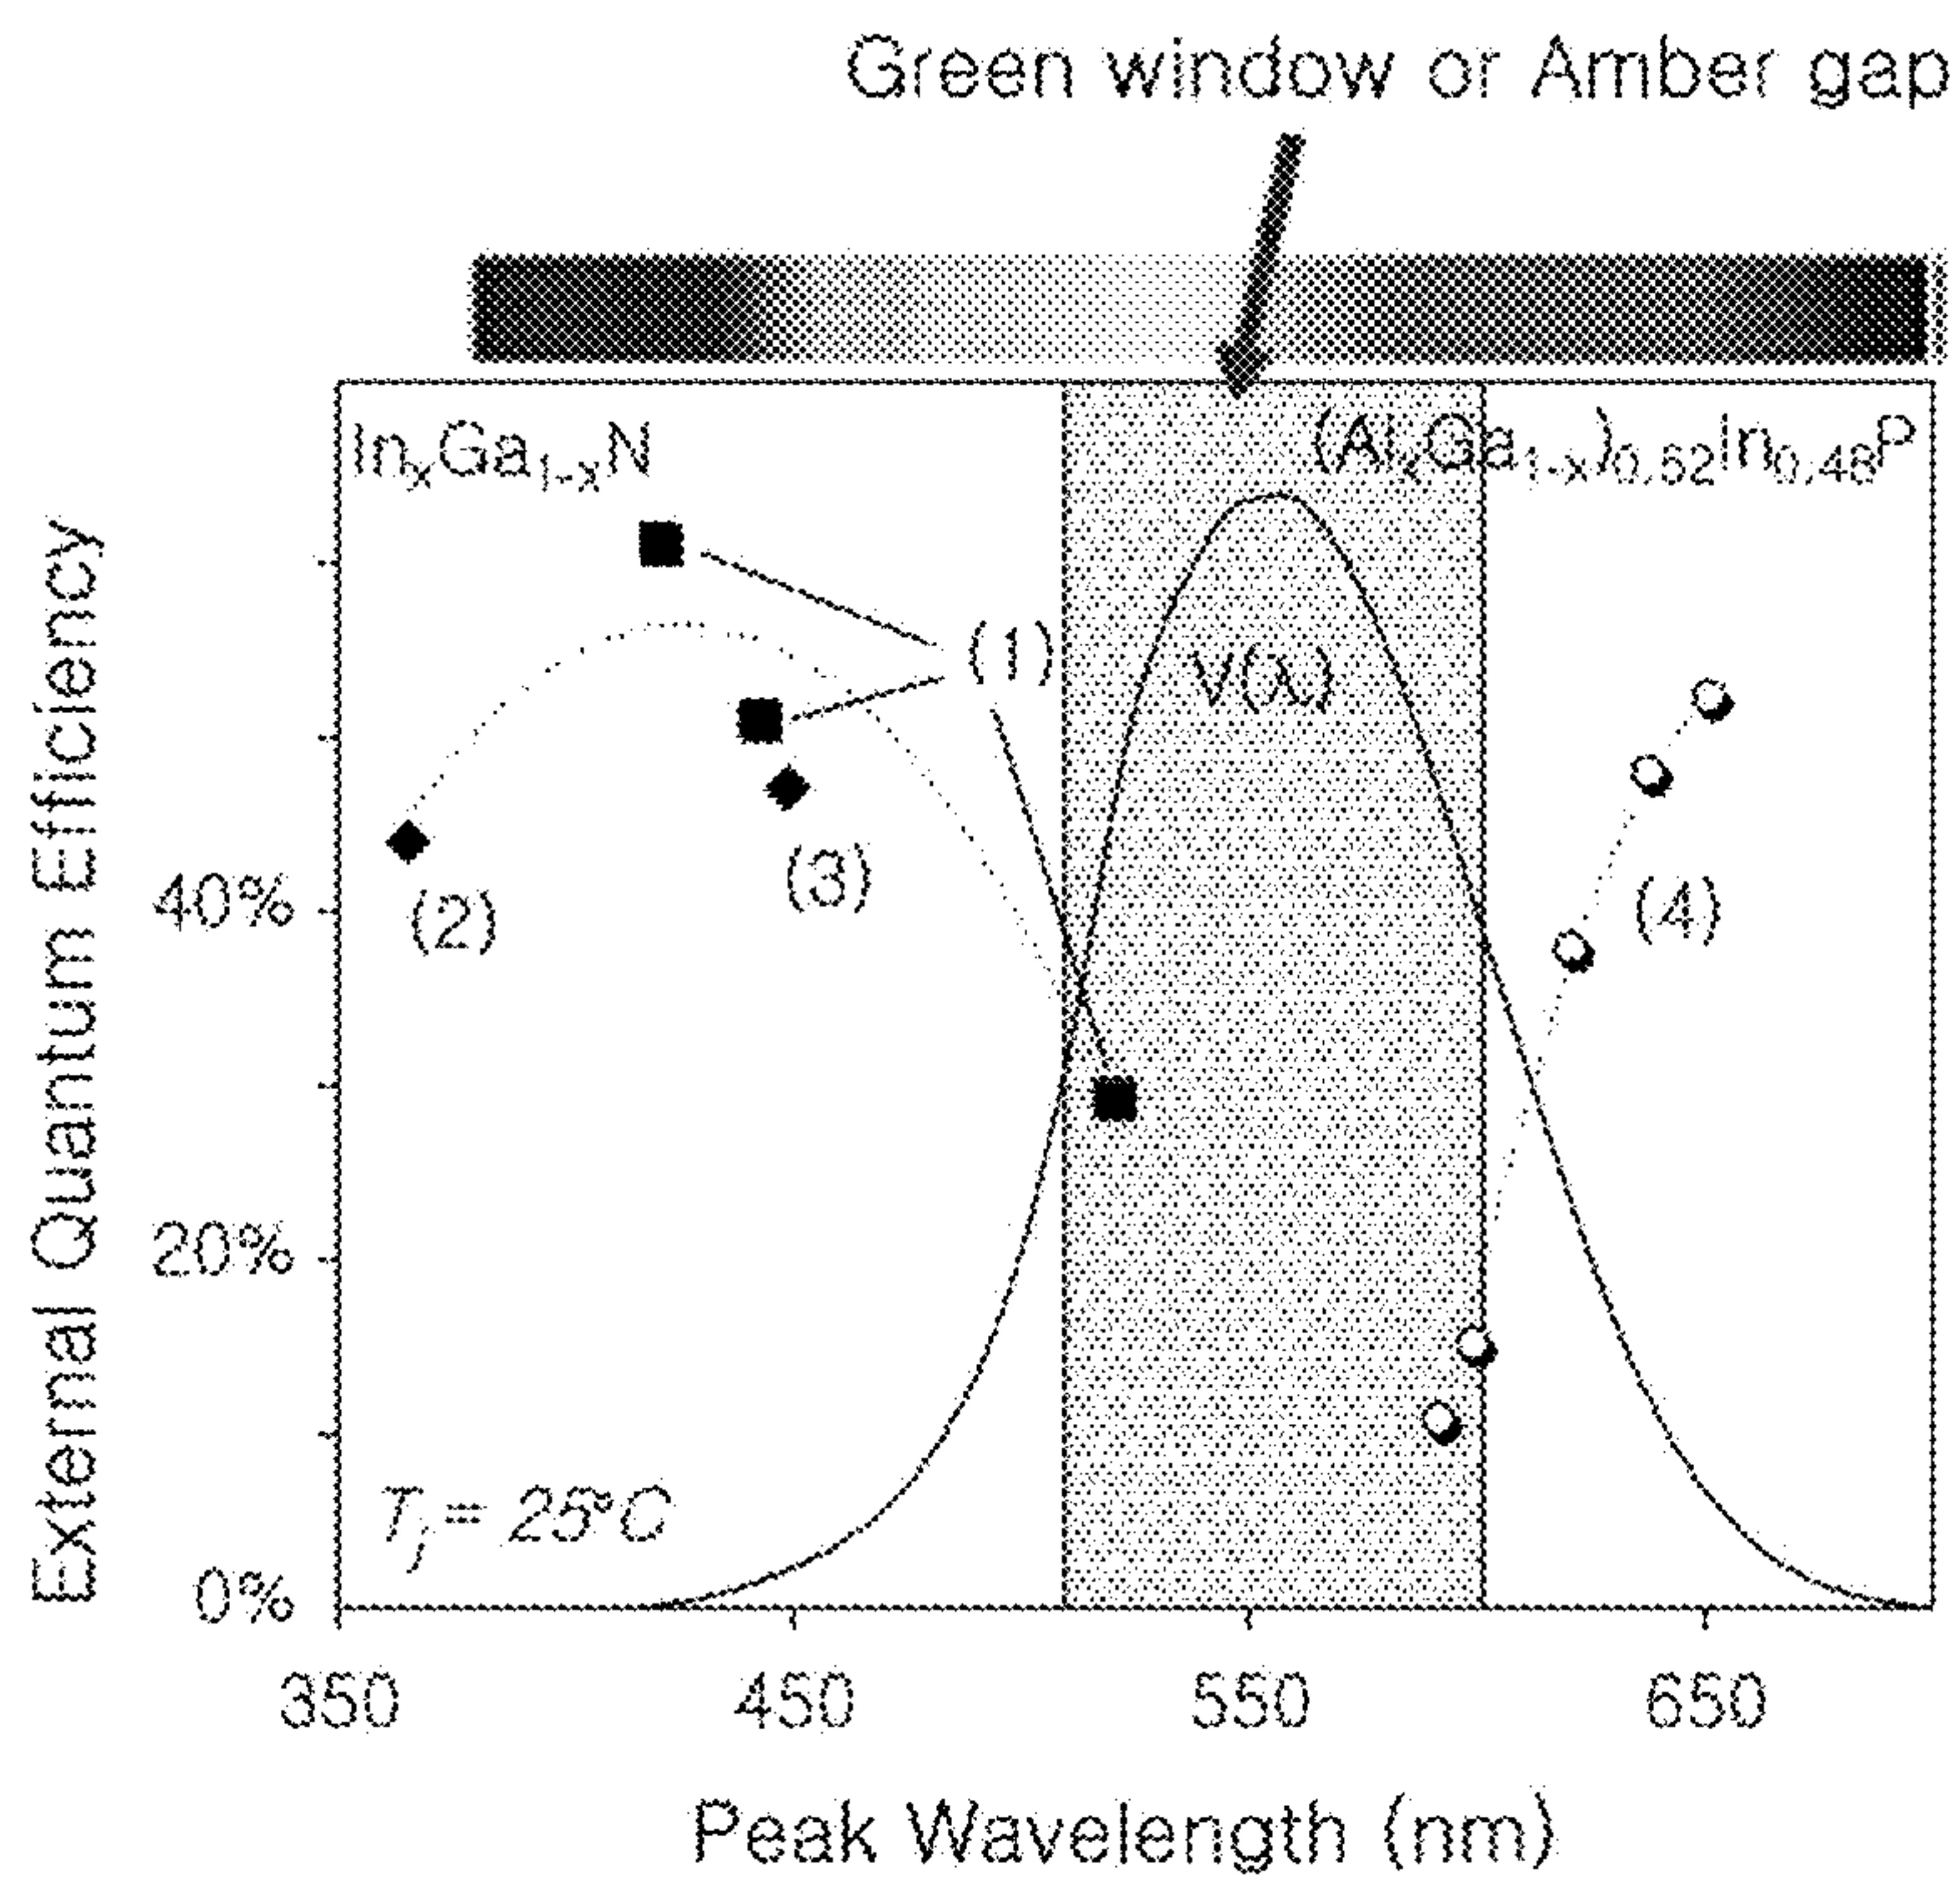 Green window or Amber gap
InxGa1-xN
(AlxGa1-x)0.52In0.48P
(1)
V(λ)
(2)
(3)
(4)
40%
20%
0%
Tj = 25°C
350 450 550 650
External Quantum Efficiency
Peak Wavelength (nm)